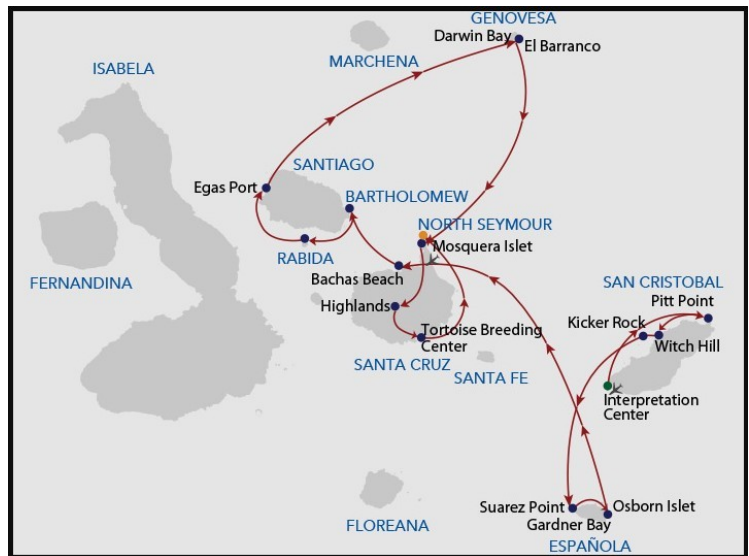 GENOVESA
Darwin Bay
El Barranco
MARCHENA
ISABELA
SANTIAGO
Egas Port
BARTHOLOMEW
NORTH SEYMOUR
Mosquera Islet
RABIDA
Bachas Beach
FERNANDINA
SAN CRISTOBAL
Pitt Point
Highlands
Kicker Rock
Tortoise Breeding
Center
Witch Hill
SANTA CRUZ
SANTA FE
Interpretation
Center
FLOREANA
Suarez Point
Osborn Islet
Gardner Bay
ESPAÑOLA